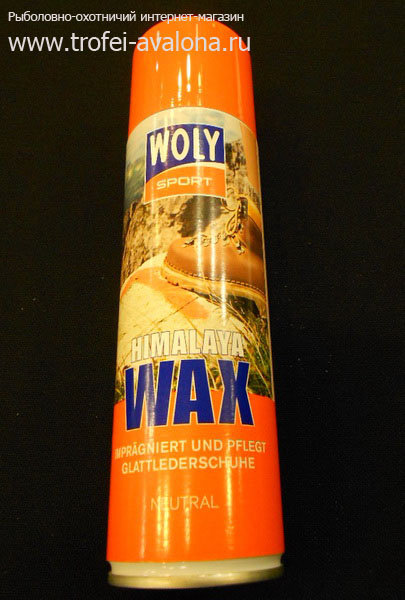 Рыболовно-охотничий интернет-магазин
www.trofei-avalona.ru
WOLY
SPORT
HIMALAYA
WAX
IMPRÄGNIERT UND PFLEGT
GLATTLEDERSCHUHE
NEUTRAL